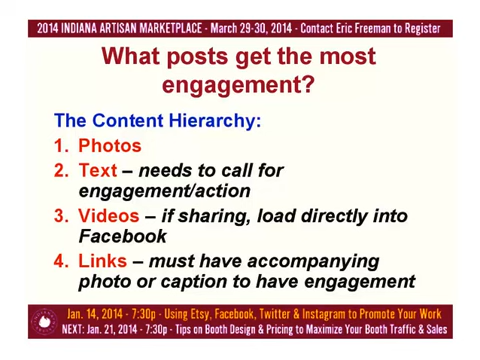 2014 INDIANA ARTISAN MARKETPLACE - March 29-30, 2014 - Contact Eric Freeman to Register
What posts get the most
engagement?
The Content Hierarchy:
1. Photos
2. Text – needs to call for
engagement/action
3. Videos – if sharing, load directly into
Facebook
4. Links – must have accompanying
photo or caption to have engagement
Jan. 14, 2014 - 7:30p - Using Etsy, Facebook, Twitter & Instagram to Promote Your Work
NEXT: Jan. 21, 2014 - 7:30p - Tips on Booth Design & Pricing to Maximize Your Booth Traffic & Sales